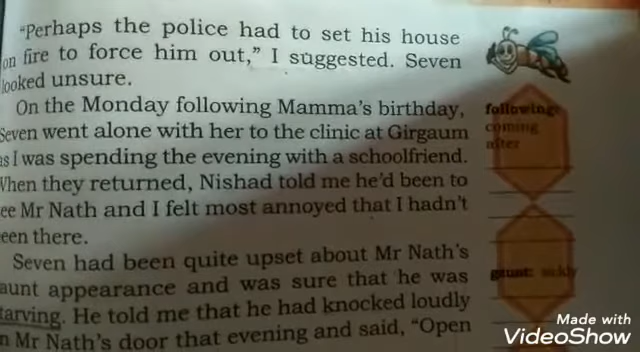 "Perhaps the police had to set his house
on fire to force him out," I suggested. Seven
looked unsure.
On the Monday following Mamma's birthday,
Seven went alone with her to the clinic at Girgaum
as I was spending the evening with a schoolfriend.
When they returned, Nishad told me he'd been to
ee Mr Nath and I felt most annoyed that I hadn't
een there.
Seven had been quite upset about Mr Nath's
aunt appearance and was sure that he was
tarving. He told me that he had knocked loudly
n Mr Nath's door that evening and said, "Open
following:
coming
after
gaunt: sickly
Made with
VideoShow